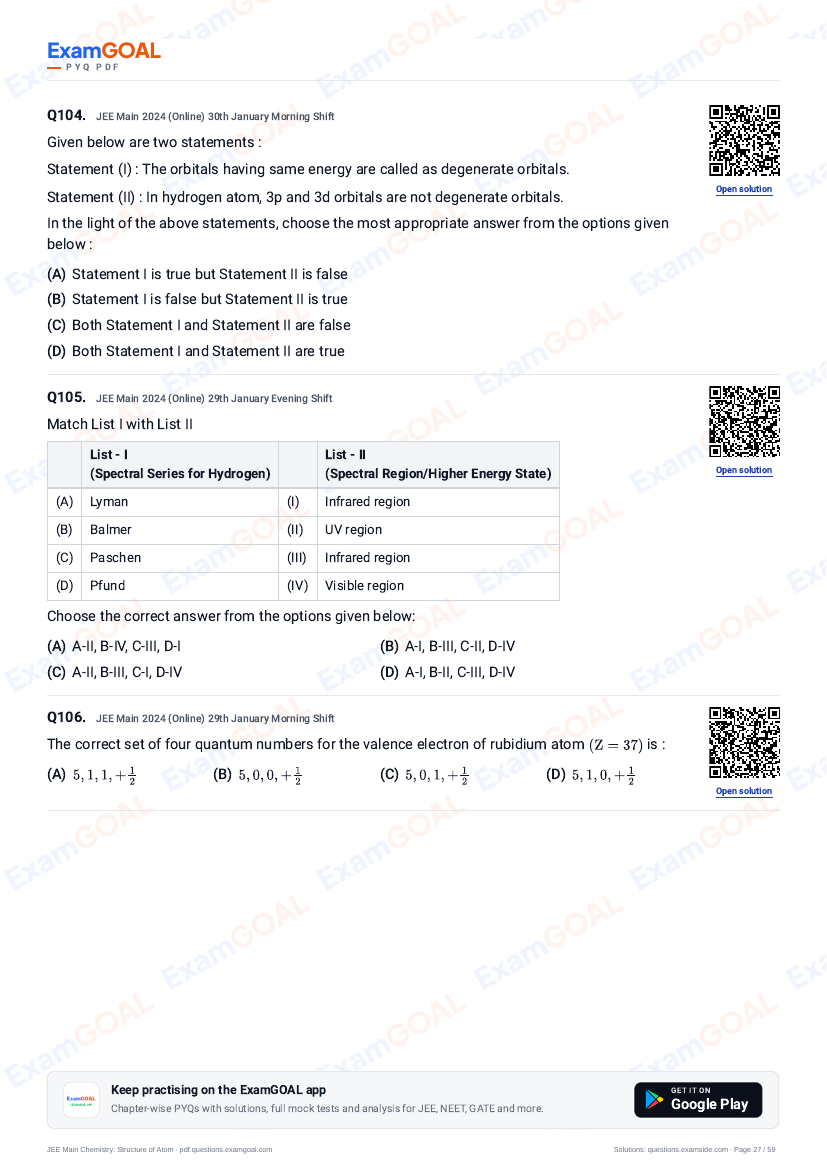 ExamGOAL
PYQ PDF
Q104. JEE Main 2024 (Online) 30th January Morning Shift
Given below are two statements :
Statement (I) : The orbitals having same energy are called as degenerate orbitals.
Statement (II) : In hydrogen atom, 3p and 3d orbitals are not degenerate orbitals.
In the light of the above statements, choose the most appropriate answer from the options given
below :
(A) Statement I is true but Statement II is false
(B) Statement I is false but Statement II is true
(C) Both Statement I and Statement II are false
(D) Both Statement I and Statement II are true
Open solution
Q105. JEE Main 2024 (Online) 29th January Evening Shift
Match List I with List II
List - I List - II
(Spectral Series for Hydrogen) (Spectral Region/Higher Energy State)
(A) Lyman (I) Infrared region
(B) Balmer (II) UV region
(C) Paschen (III) Infrared region
(D) Pfund (IV) Visible region
Choose the correct answer from the options given below:
(A) A-II, B-IV, C-III, D-I (B) A-I, B-III, C-II, D-IV
(C) A-II, B-III, C-I, D-IV (D) A-I, B-II, C-III, D-IV
Open solution
Q106. JEE Main 2024 (Online) 29th January Morning Shift
The correct set of four quantum numbers for the valence electron of rubidium atom (Z = 37) is :
(A) 5, 1, 1, +1/2 (B) 5, 0, 0, +1/2 (C) 5, 0, 1, +1/2 (D) 5, 1, 0, +1/2
Open solution
Keep practising on the ExamGOAL app
Chapter-wise PYQs with solutions, full mock tests and analysis for JEE, NEET, GATE and more.
GET IT ON
Google Play
JEE Main Chemistry: Structure of Atom · pdf.questions.examgoal.com Solutions: questions.examside.com · Page 27 / 59